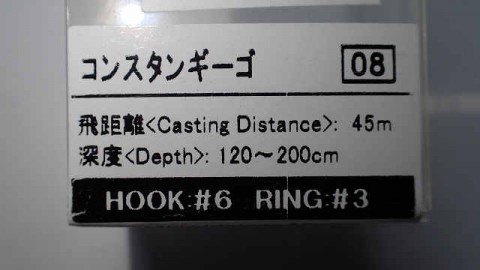 コンスタンギーゴ 08
飛距離<Casting Distance>: 45m
深度<Depth>: 120～200cm
HOOK:#6 RING:#3